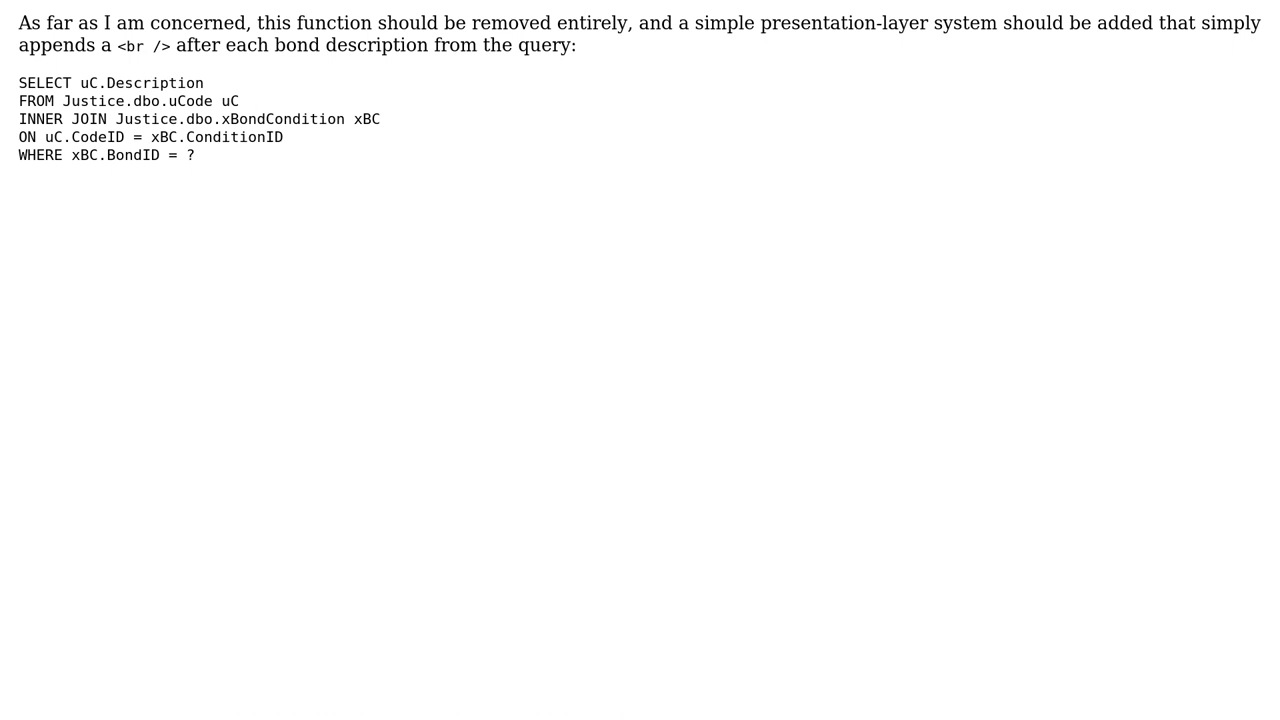 As far as I am concerned, this function should be removed entirely, and a simple presentation-layer system should be added that simply
appends a <br /> after each bond description from the query:
SELECT uC.Description
FROM Justice.dbo.uCode uC
INNER JOIN Justice.dbo.xBondCondition xBC
ON uC.CodeID = xBC.ConditionID
WHERE xBC.BondID = ?